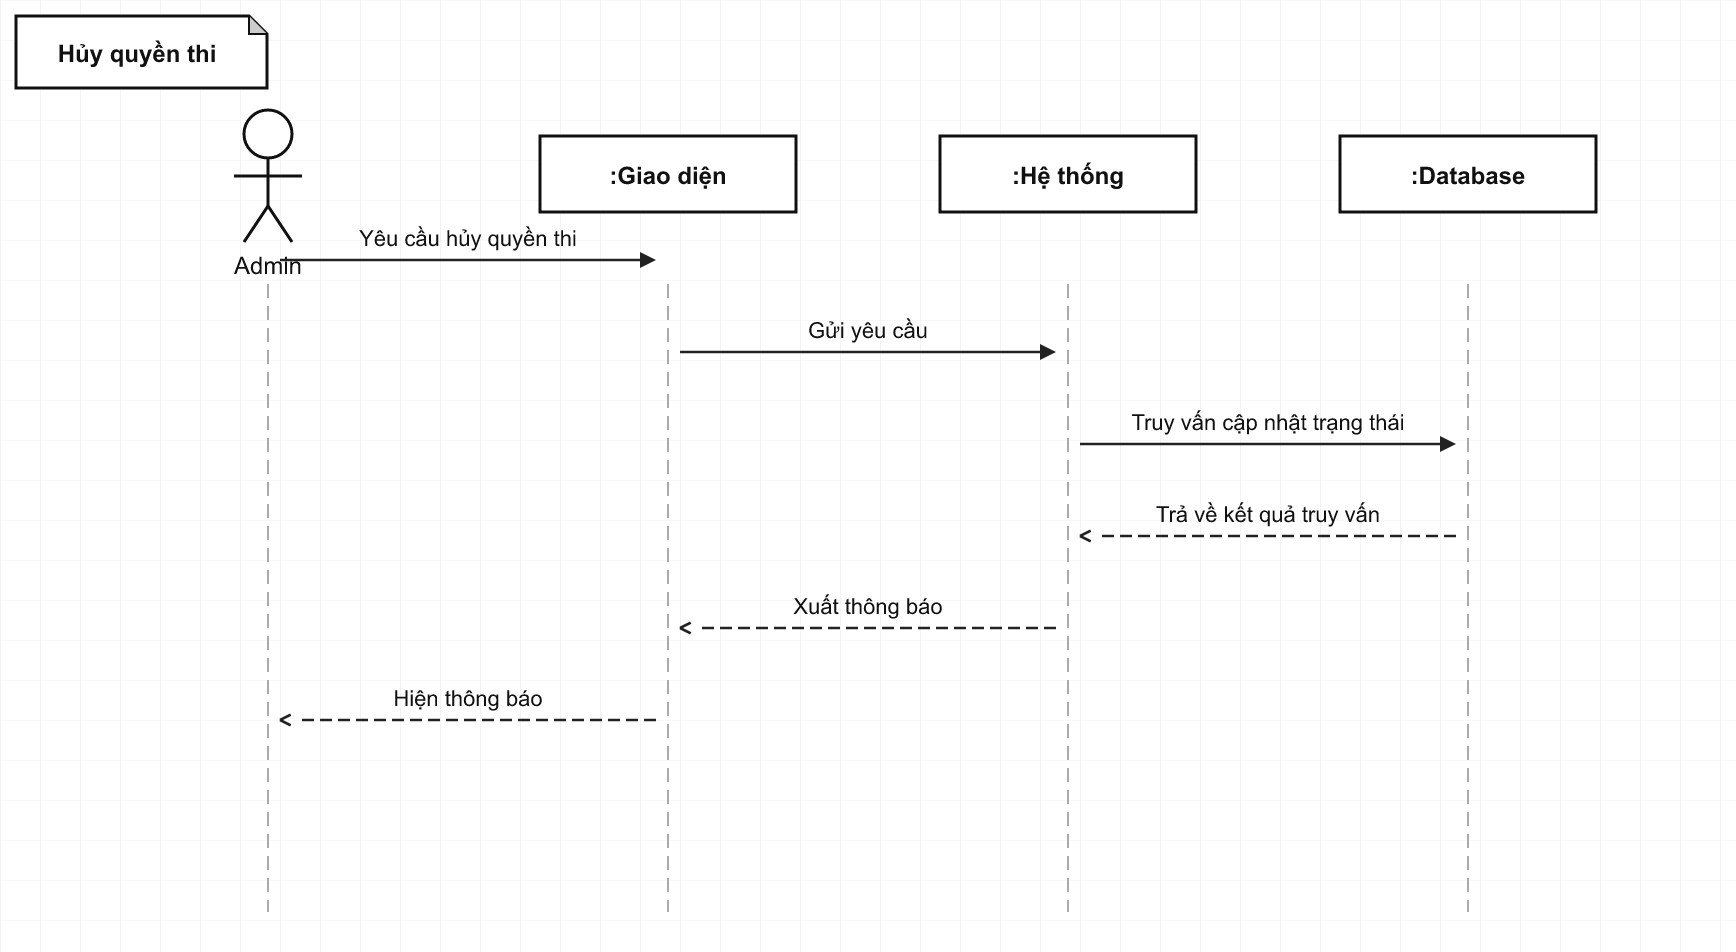 Hủy quyền thi
:Giao diện
:Hệ thống
:Database
Yêu cầu hủy quyền thi
Admin
Gửi yêu cầu
Truy vấn cập nhật trạng thái
Trả về kết quả truy vấn
Xuất thông báo
Hiện thông báo